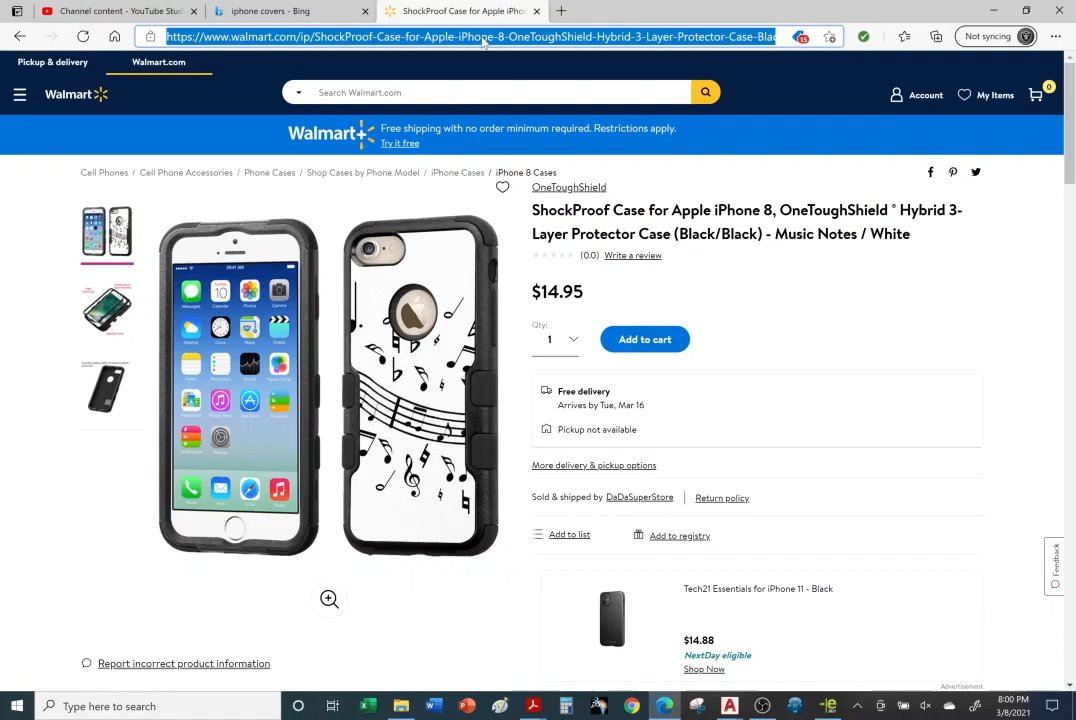 Channel content - YouTube Stud
iphone covers - Bing
ShockProof Case for Apple iPhon
https://www.walmart.com/ip/ShockProof-Case-for-Apple-iPhone-8-OneToughShield-Hybrid-3-Layer-Protector-Case-Blac
15
Not syncing
Pickup & delivery
Walmart.com
Walmart
Search Walmart.com
Account
My Items
0
Walmart+
Free shipping with no order minimum required. Restrictions apply.
Try it free
Cell Phones / Cell Phone Accessories / Phone Cases / Shop Cases by Phone Model / iPhone Cases / iPhone 8 Cases
OneToughShield
ShockProof Case for Apple iPhone 8, OneToughShield ® Hybrid 3-
Layer Protector Case (Black/Black) - Music Notes / White
(0.0) Write a review
$14.95
Qty:
1
Add to cart
Free delivery
Arrives by Tue, Mar 16
Pickup not available
More delivery & pickup options
Sold & shipped by DaDaSuperStore
Return policy
Add to list
Add to registry
Tech21 Essentials for iPhone 11 - Black
$14.88
NextDay eligible
Shop Now
Advertisement
Feedback
Report incorrect product information
Type here to search
8:00 PM
3/8/2021